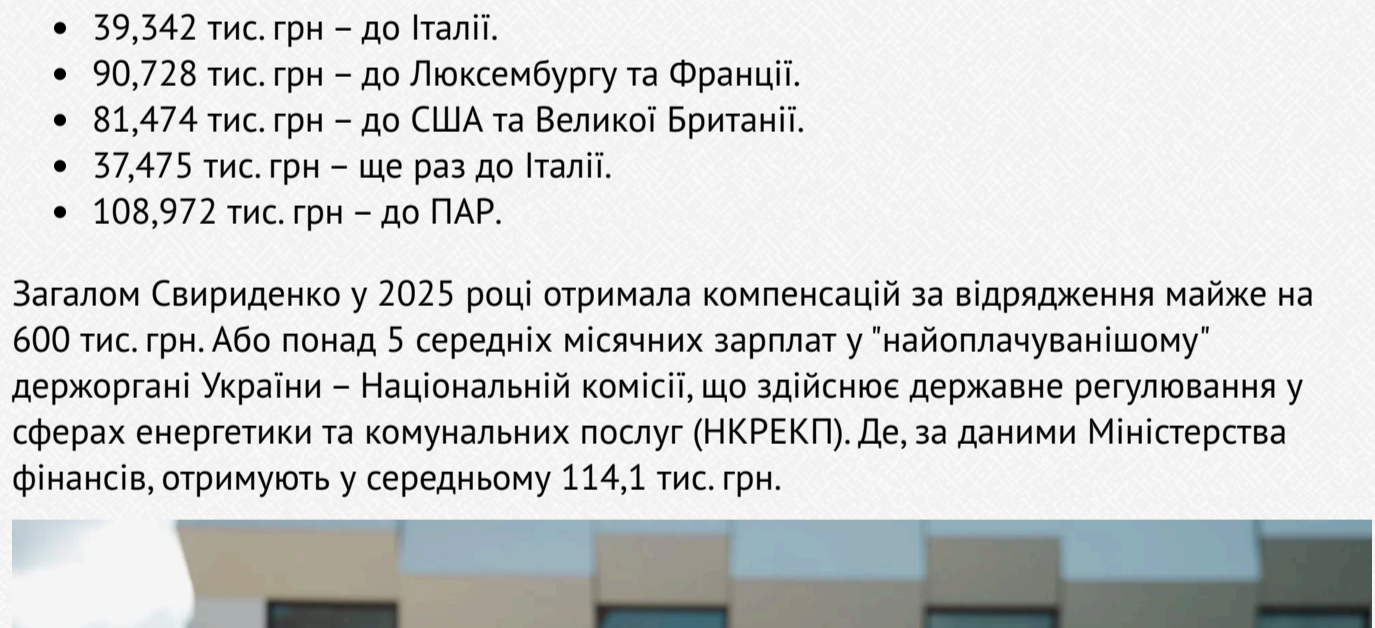 • 39,342 тис. грн – до Італії.
• 90,728 тис. грн – до Люксембургу та Франції.
• 81,474 тис. грн – до США та Великої Британії.
• 37,475 тис. грн – ще раз до Італії.
• 108,972 тис. грн – до ПАР.
Загалом Свириденко у 2025 році отримала компенсацій за відрядження майже на
600 тис. грн. Або понад 5 середніх місячних зарплат у "найоплачуванішому"
держоргані України – Національній комісії, що здійснює державне регулювання у
сферах енергетики та комунальних послуг (НКРЕКП). Де, за даними Міністерства
фінансів, отримують у середньому 114,1 тис. грн.